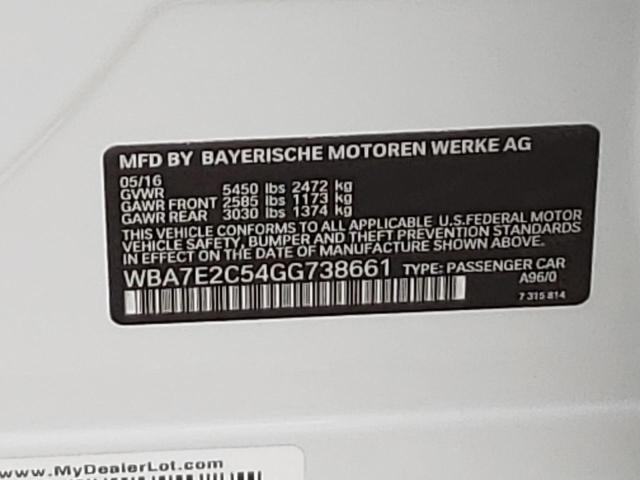 MFD BY BAYERISCHE MOTOREN WERKE AG
05/16
GVWR 5450 lbs 2472 kg
GAWR FRONT 2585 lbs 1173 kg
GAWR REAR 3030 lbs 1374 kg
THIS VEHICLE CONFORMS TO ALL APPLICABLE U.S.FEDERAL MOTOR
VEHICLE SAFETY, BUMPER, AND THEFT PREVENTION STANDARDS
IN EFFECT ON THE DATE OF MANUFACTURE SHOWN ABOVE.
WBA7E2C54GG738661 TYPE: PASSENGER CAR
A96/0
7 315 814
www.MyDealerLot.com